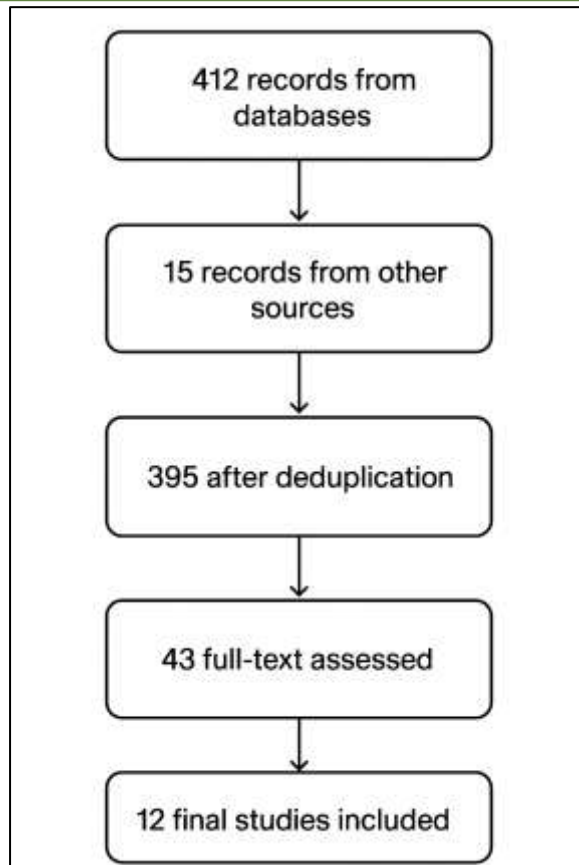 412 records from
databases
15 records from other
sources
395 after deduplication
43 full-text assessed
12 final studies included